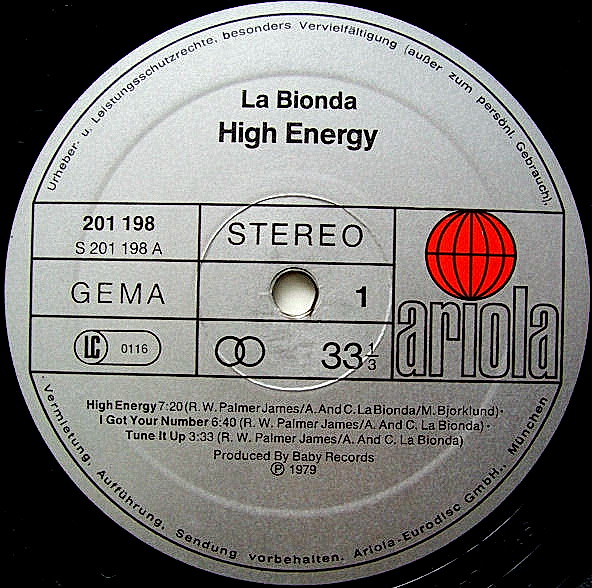 Urheber- u. Leistungsschutzrechte, besonders Vervielfältigung (außer zum persönl. Gebrauch),
La Bionda
High Energy
201 198
S 201 198 A
STEREO
GEMA
1
LC 0116
33 1/3
ariola
High Energy 7:20 (R. W. Palmer James/A. And C. La Bionda/M. Bjorklund) ·
I Got Your Number 6:40 (R. W. Palmer James/A. And C. La Bionda) ·
Tune It Up 3:33 (R. W. Palmer James/A. And C. La Bionda)
Produced By Baby Records
Ⓟ 1979
Vermietung, Aufführung, Sendung vorbehalten. Ariola-Eurodisc GmbH., München